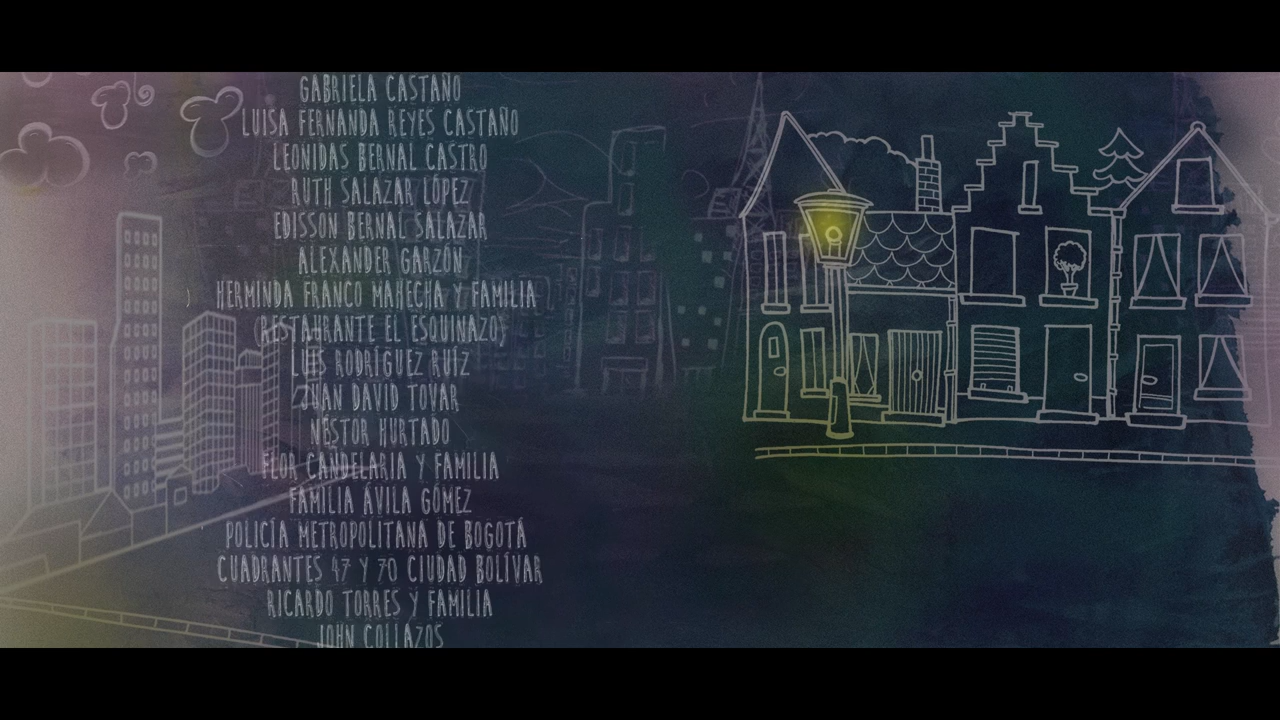 GABRIELA CASTAÑO
LUISA FERNANDA REYES CASTAÑO
LEONIDAS BERNAL CASTRO
RUTH SALAZAR LÓPEZ
EDISSON BERNAL SALAZAR
ALEXANDER GARZÓN
HERMINDA FRANCO MAHECHA Y FAMILIA
(RESTAURANTE EL ESQUINAZO)
LUIS RODRÍGUEZ RUÍZ
JUAN DAVID TOVAR
NÉSTOR HURTADO
FLOR CANDELARIA Y FAMILIA
FAMILIA ÁVILA GÓMEZ
POLICÍA METROPOLITANA DE BOGOTÁ
CUADRANTES 47 Y 70 CIUDAD BOLÍVAR
RICARDO TORRES Y FAMILIA
JOHN COLLAZOS